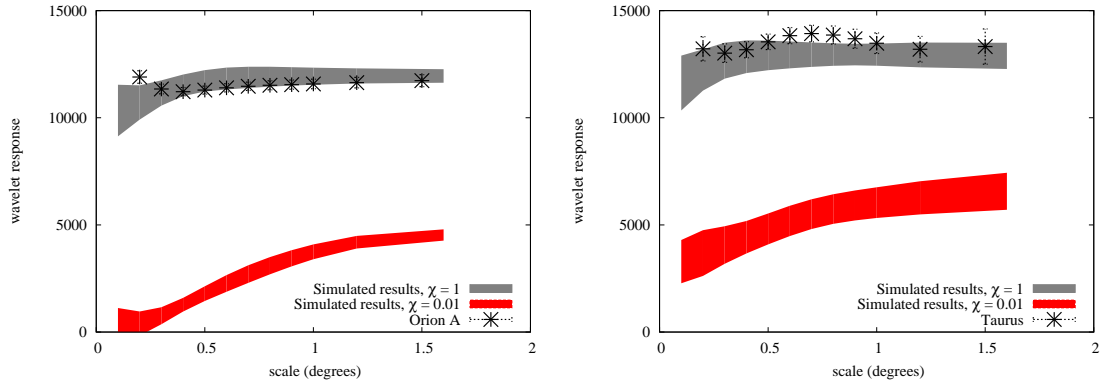 15000
10000
5000
0
wavelet response
0
0.5
1
1.5
2
scale (degrees)
Simulated results, χ = 1
Simulated results, χ = 0.01
Orion A
15000
10000
5000
0
wavelet response
0
0.5
1
1.5
2
scale (degrees)
Simulated results, χ = 1
Simulated results, χ = 0.01
Taurus